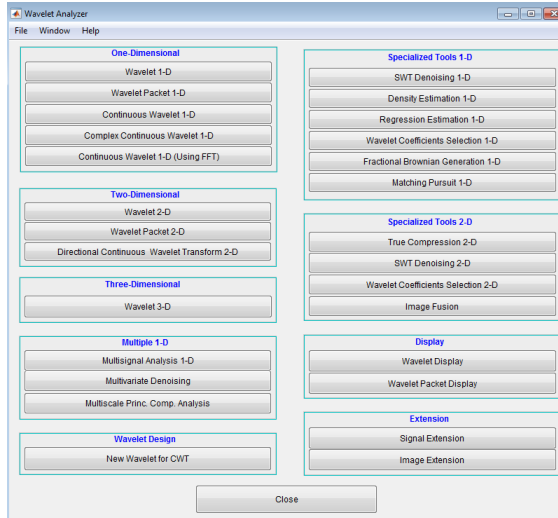 Wavelet Analyzer
File Window Help
One-Dimensional
Wavelet 1-D
Wavelet Packet 1-D
Continuous Wavelet 1-D
Complex Continuous Wavelet 1-D
Continuous Wavelet 1-D (Using FFT)
Two-Dimensional
Wavelet 2-D
Wavelet Packet 2-D
Directional Continuous Wavelet Transform 2-D
Three-Dimensional
Wavelet 3-D
Multiple 1-D
Multisignal Analysis 1-D
Multivariate Denoising
Multiscale Princ. Comp. Analysis
Wavelet Design
New Wavelet for CWT
Specialized Tools 1-D
SWT Denoising 1-D
Density Estimation 1-D
Regression Estimation 1-D
Wavelet Coefficients Selection 1-D
Fractional Brownian Generation 1-D
Matching Pursuit 1-D
Specialized Tools 2-D
True Compression 2-D
SWT Denoising 2-D
Wavelet Coefficients Selection 2-D
Image Fusion
Display
Wavelet Display
Wavelet Packet Display
Extension
Signal Extension
Image Extension
Close